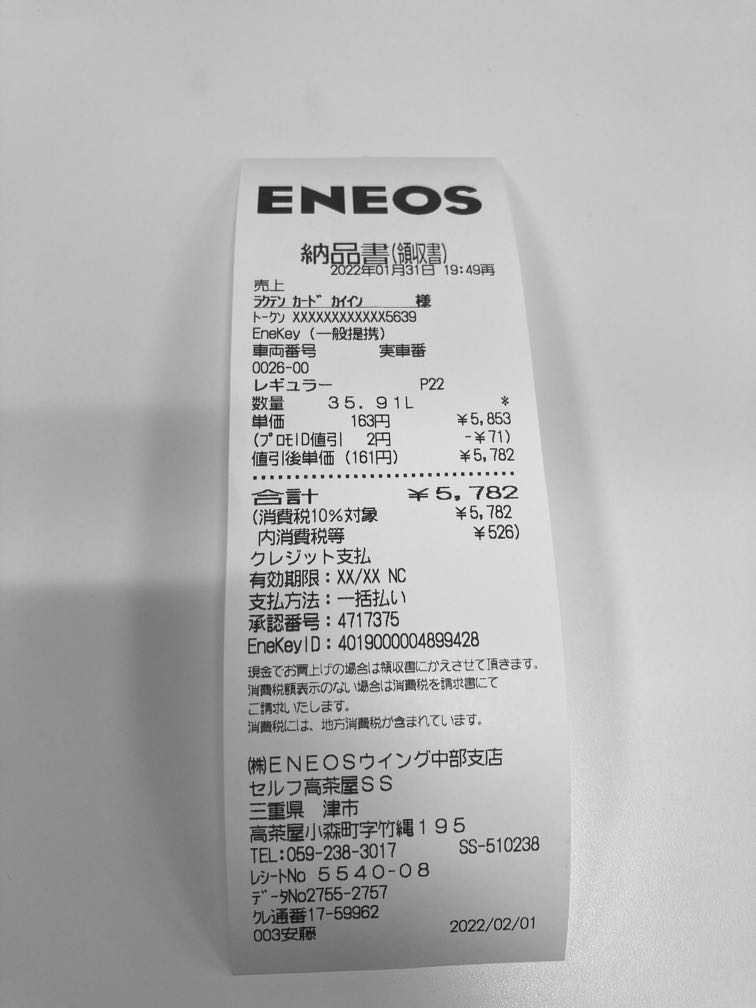 ENEOS
納品書(領収書)
2022年01月31日 19:49再
売上
ﾗｸﾃﾝ ｶｰﾄﾞ ｶｲｲﾝ 様
ﾄｰｸﾝ XXXXXXXXXXXX5639
EneKey (一般提携)
車両番号 実車番
0026-00
レギュラー P22
数量 35.91L *
単価 163円 ¥5,853
(ﾌﾟﾛﾓID値引 2円 -¥71)
値引後単価 (161円) ¥5,782
合計 ¥5,782
(消費税10%対象 ¥5,782
内消費税等 ¥526)
クレジット支払
有効期限:XX/XX NC
支払方法:一括払い
承認番号:4717375
EneKeyID:4019000004899428
現金でお買上げの場合は領収書にかえさせて頂きます。
消費税額表示のない場合は消費税を請求書にて
ご請求いたします。
消費税には、地方消費税が含まれています。
㈱ENEOSウイング中部支店
セルフ高茶屋SS
三重県 津市
高茶屋小森町字竹縄195
TEL:059-238-3017 SS-510238
ﾚｼｰﾄNo 5540-08
ﾃﾞｰﾀNo2755-2757
ｸﾚ通番17-59962
003安藤 2022/02/01